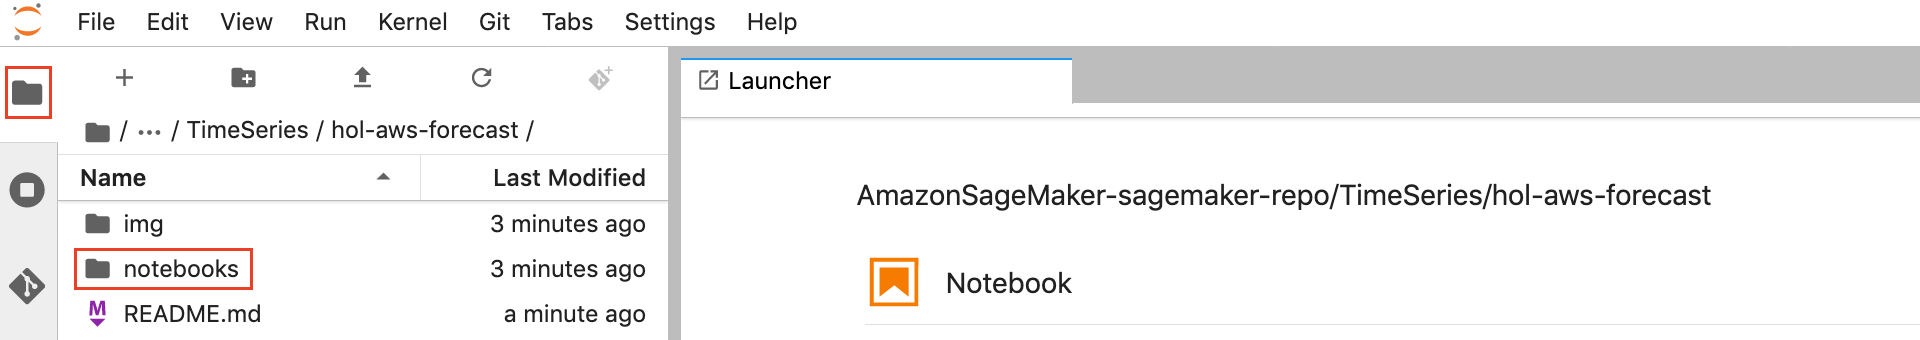 File Edit View Run Kernel Git Tabs Settings Help
Launcher
/ ... / TimeSeries / hol-aws-forecast /
Name Last Modified
AmazonSageMaker-sagemaker-repo/TimeSeries/hol-aws-forecast
img 3 minutes ago
notebooks 3 minutes ago
Notebook
M README.md a minute ago